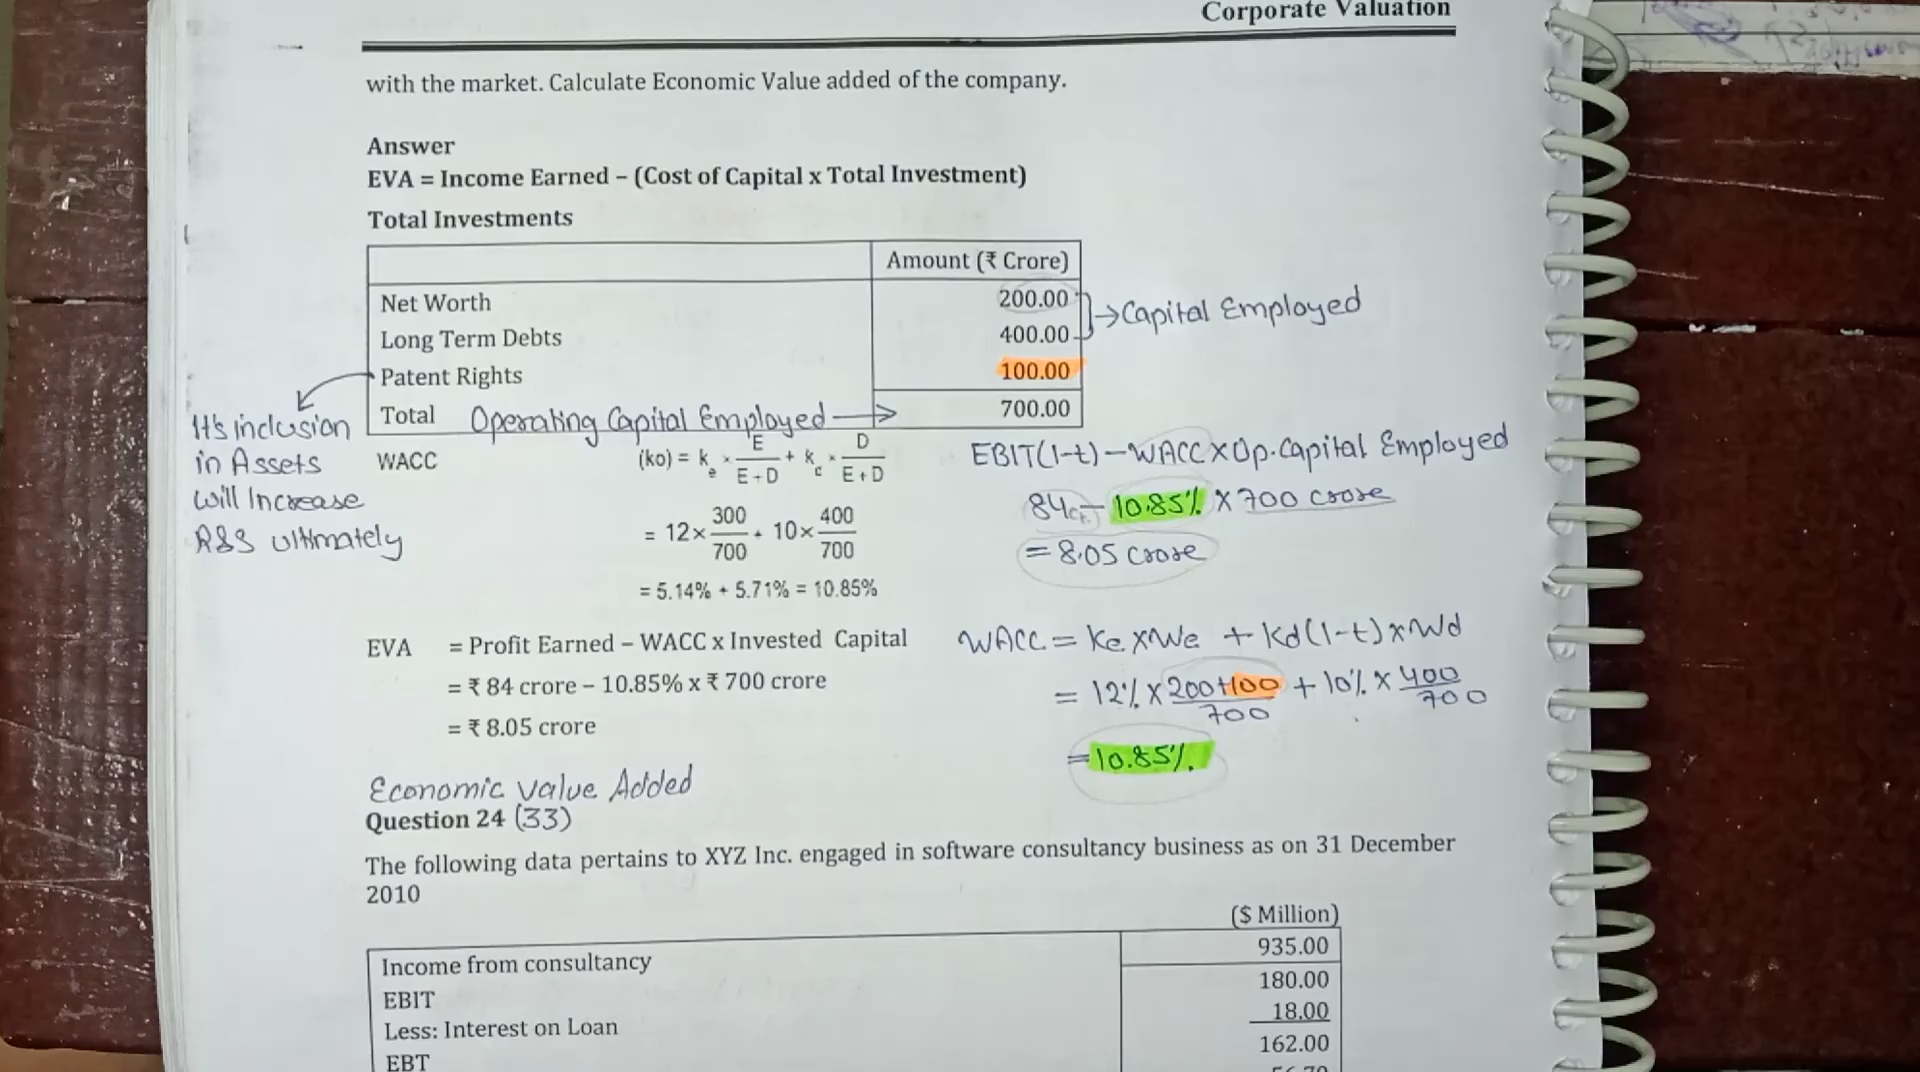 Corporate Valuation
with the market. Calculate Economic Value added of the company.
Answer
EVA = Income Earned – (Cost of Capital x Total Investment)
Total Investments
Amount (₹ Crore)
Net Worth 200.00
Long Term Debts 400.00
→ Capital Employed
Patent Rights 100.00
Total Operating Capital Employed → 700.00
It's inclusion
in Assets
will Increase
R&S ultimately
WACC (ko) = ke × E/E+D + kc × D/E+D
= 12× 300/700 + 10× 400/700
= 5.14% + 5.71% = 10.85%
EBIT(1-t) – WACC X Op. Capital Employed
84cr. – 10.85% X 700 crore
= 8.05 crore
EVA = Profit Earned – WACC x Invested Capital
= ₹ 84 crore – 10.85% x ₹ 700 crore
= ₹ 8.05 crore
WACC = Ke X We + Kd(1-t) X Wd
= 12% X 200+100/700 + 10% X 400/700
= 10.85%.
Economic Value Added
Question 24 (33)
The following data pertains to XYZ Inc. engaged in software consultancy business as on 31 December
2010
($ Million)
Income from consultancy 935.00
EBIT 180.00
Less: Interest on Loan 18.00
EBT 162.00